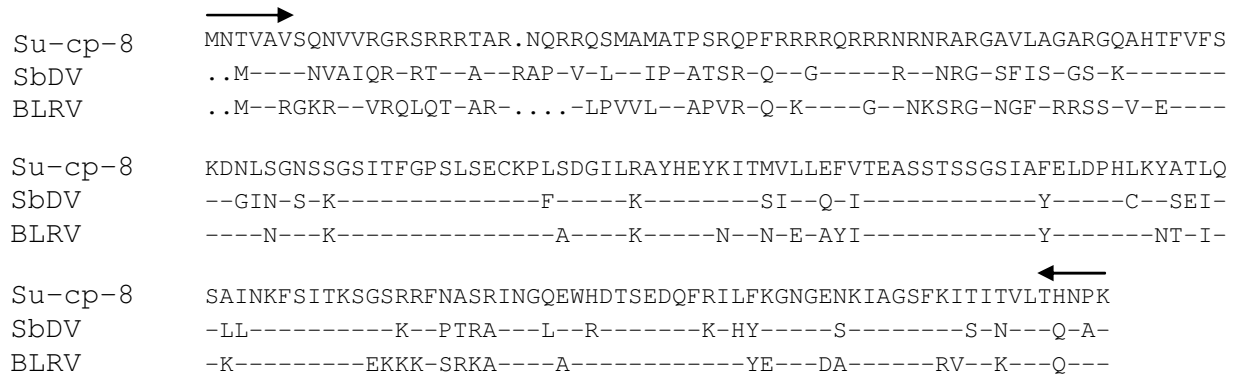 Su-cp-8 MNTVAVSQNVVRGRSRRRTAR.NQRRQSMAMATPSRQPFRRRRQRRRNRNRARGAVLAGARGQAHTFVFS
SbDV ..M----NVAIQR-RT--A--RAP-V-L--IP-ATSR-Q--G-----R--NRG-SFIS-GS-K-------
BLRV ..M--RGKR--VRQLQT-AR-....-LPVVL--APVR-Q-K----G--NKSRG-NGF-RRSS-V-E----
Su-cp-8 KDNLSGNSSGSITFGPSLSECKPLSDGILRAYHEYKITMVLLEFVTEASSTSSGSIAFELDPHLKYATLQ
SbDV --GIN-S-K--------------F-----K--------SI--Q-I------------Y-----C--SEI-
BLRV ----N---K---------------A----K-----N--N-E-AYI------------Y-------NT-I-
Su-cp-8 SAINKFSITKSGSRRFNASRINGQEWHDTSEDQFRILFKGNGENKIAGSFKITITVLTHNPK
SbDV -LL----------K--PTRA---L--R-------K-HY-----S--------S-N---Q-A-
BLRV -K---------EKKK-SRKA----A------------YE---DA-------RV--K---Q---